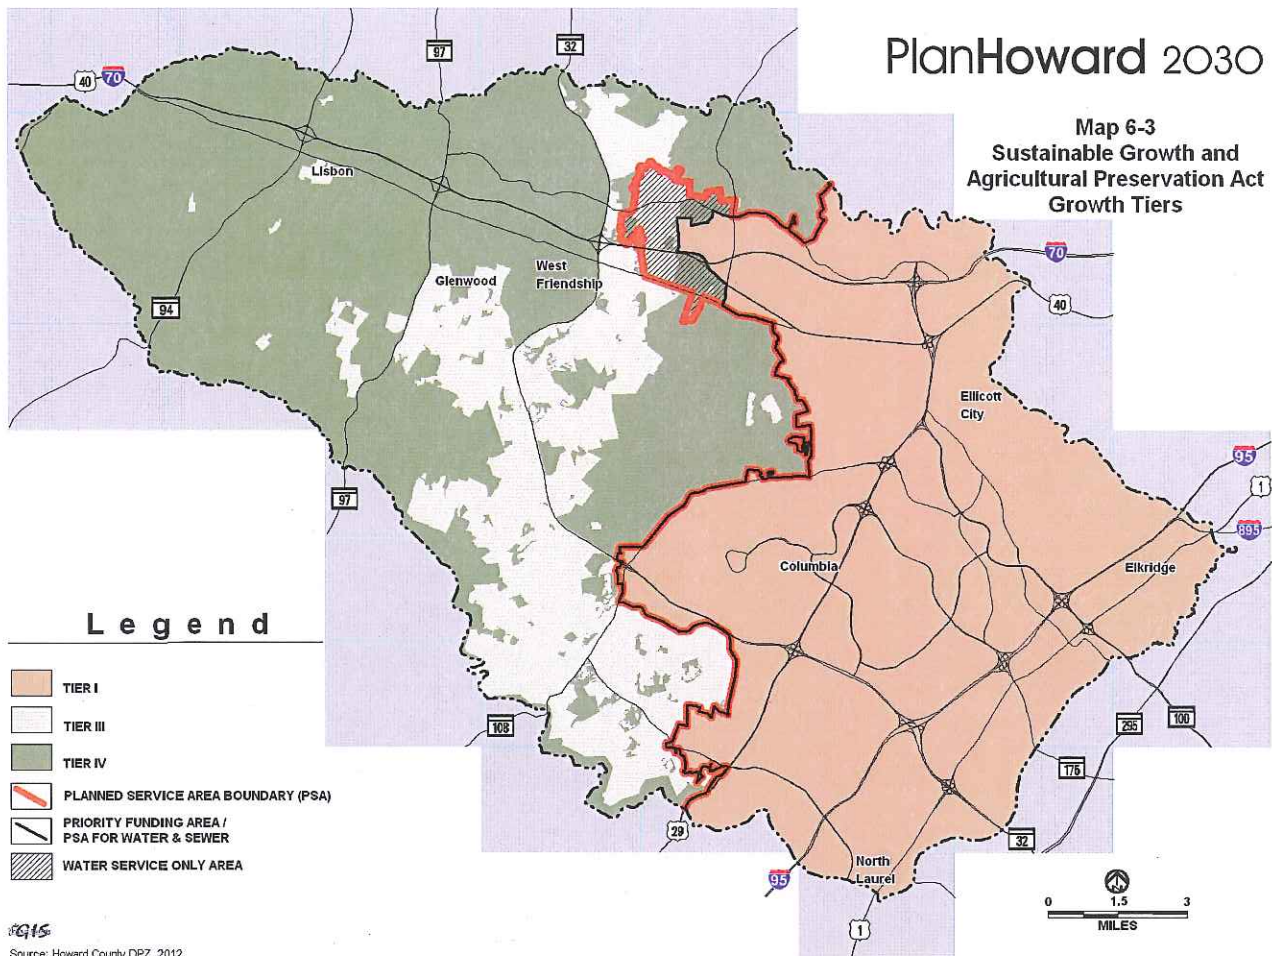 PlanHoward 2030
Map 6-3
Sustainable Growth and
Agricultural Preservation Act
Growth Tiers
97
32
40
70
Lisbon
West
Friendship
Glenwood
94
97
70
40
Ellicott
City
95
1
895
Columbia
Elkridge
108
295
100
175
29
32
95
North
Laurel
1
Legend
TIER I
TIER III
TIER IV
PLANNED SERVICE AREA BOUNDARY (PSA)
PRIORITY FUNDING AREA /
PSA FOR WATER & SEWER
WATER SERVICE ONLY AREA
0 1.5 3
MILES
GIS
Source: Howard County DPZ, 2012